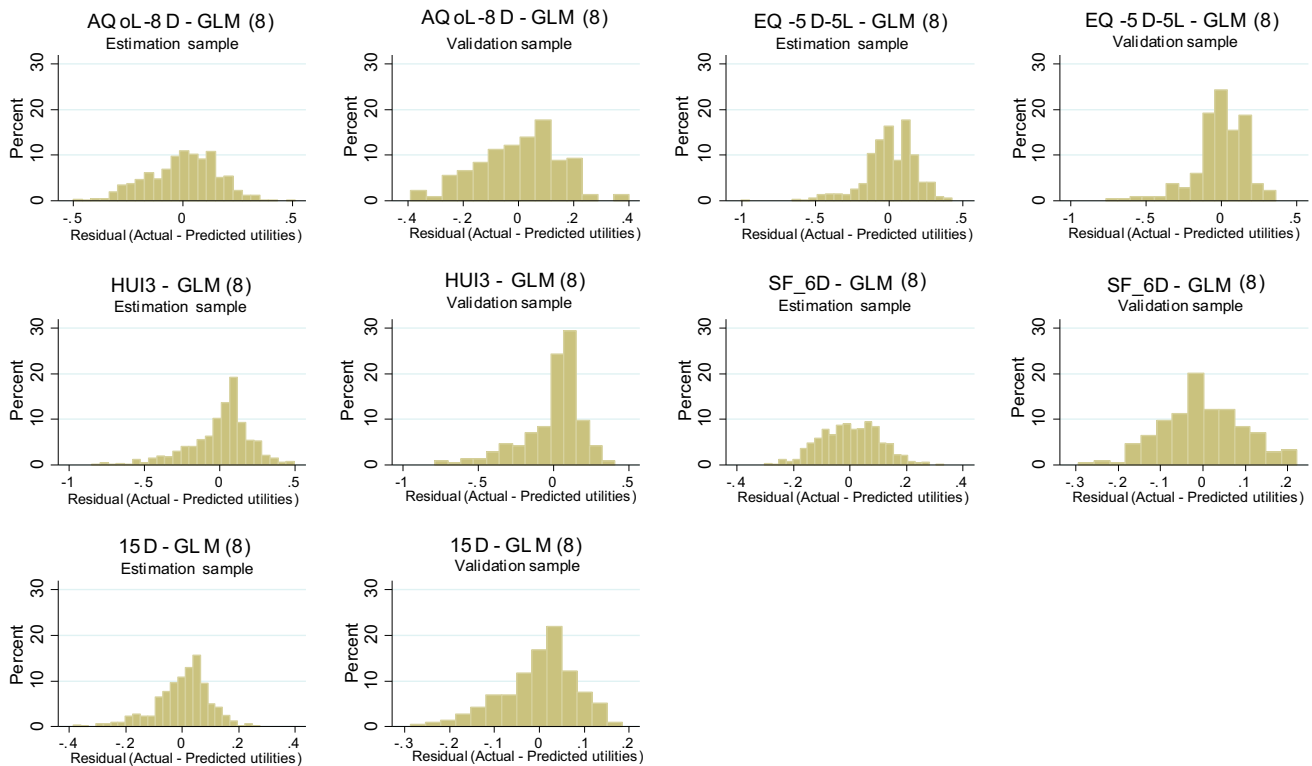 AQoL-8D - GLM (8)
Estimation sample
30
20
10
0
Percent
-.5 0 .5
Residual (Actual - Predicted utilities)
AQoL-8D - GLM (8)
Validation sample
30
20
10
0
Percent
-.4 -.2 0 .2 .4
Residual (Actual - Predicted utilities)
EQ-5D-5L - GLM (8)
Estimation sample
30
20
10
0
Percent
-1 -.5 0 .5
Residual (Actual - Predicted utilities)
EQ-5D-5L - GLM (8)
Validation sample
30
20
10
0
Percent
-1 -.5 0 .5
Residual (Actual - Predicted utilities)
HUI3 - GLM (8)
Estimation sample
30
20
10
0
Percent
-1 -.5 0 .5
Residual (Actual - Predicted utilities)
HUI3 - GLM (8)
Validation sample
30
20
10
0
Percent
-1 -.5 0 .5
Residual (Actual - Predicted utilities)
SF_6D - GLM (8)
Estimation sample
30
20
10
0
Percent
-.4 -.2 0 .2 .4
Residual (Actual - Predicted utilities)
SF_6D - GLM (8)
Validation sample
30
20
10
0
Percent
-.3 -.2 -.1 0 .1 .2
Residual (Actual - Predicted utilities)
15D - GLM (8)
Estimation sample
30
20
10
0
Percent
-.4 -.2 0 .2 .4
Residual (Actual - Predicted utilities)
15D - GLM (8)
Validation sample
30
20
10
0
Percent
-.3 -.2 -.1 0 .1 .2
Residual (Actual - Predicted utilities)